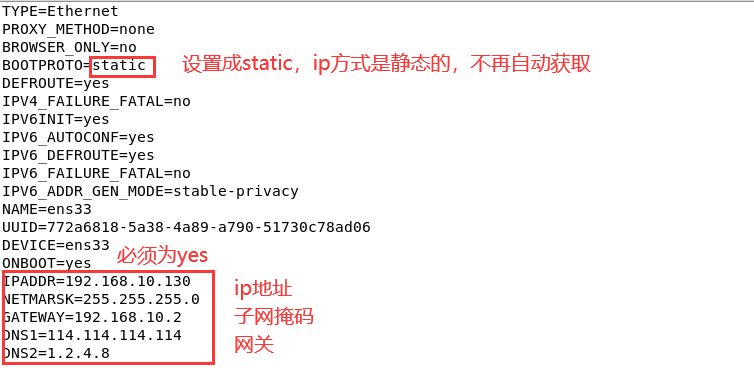 TYPE=Ethernet
PROXY_METHOD=none
BROWSER_ONLY=no
BOOTPROTO=static 设置成static，ip方式是静态的，不再自动获取
DEFROUTE=yes
IPV4_FAILURE_FATAL=no
IPV6INIT=yes
IPV6_AUTOCONF=yes
IPV6_DEFROUTE=yes
IPV6_FAILURE_FATAL=no
IPV6_ADDR_GEN_MODE=stable-privacy
NAME=ens33
UUID=772a6818-5a38-4a89-a790-51730c78ad06
DEVICE=ens33
ONBOOT=yes 必须为yes
IPADDR=192.168.10.130 ip地址
NETMARSK=255.255.255.0 子网掩码
GATEWAY=192.168.10.2 网关
DNS1=114.114.114.114
DNS2=1.2.4.8